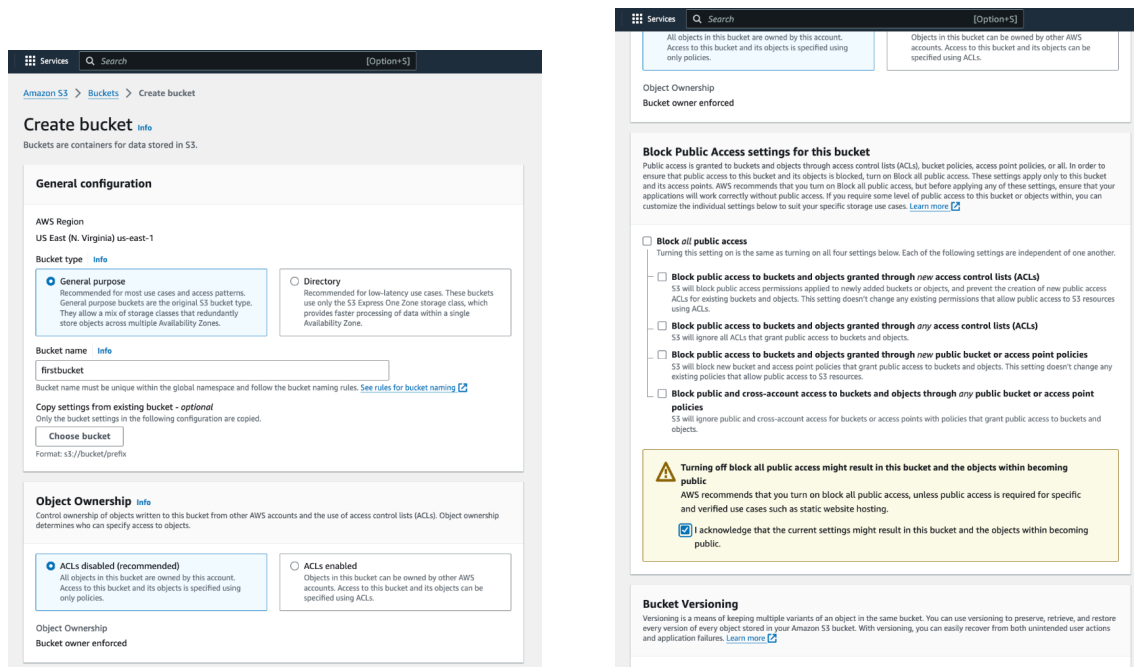 Services
Search
[Option+S]
Amazon S3 > Buckets > Create bucket
Create bucket Info
Buckets are containers for data stored in S3.
General configuration
AWS Region
US East (N. Virginia) us-east-1
Bucket type Info
General purpose
Recommended for most use cases and access patterns.
General purpose buckets are the original S3 bucket type.
They allow a mix of storage classes that redundantly
store objects across multiple Availability Zones.
Directory
Recommended for low-latency use cases. These buckets
use only the S3 Express One Zone storage class, which
provides faster processing of data within a single
Availability Zone.
Bucket name Info
firstbucket
Bucket name must be unique within the global namespace and follow the bucket naming rules. See rules for bucket naming
Copy settings from existing bucket - optional
Only the bucket settings in the following configuration are copied.
Choose bucket
Format: s3://bucket/prefix
Object Ownership Info
Control ownership of objects written to this bucket from other AWS accounts and the use of access control lists (ACLs). Object ownership
determines who can specify access to objects.
ACLs disabled (recommended)
All objects in this bucket are owned by this account.
Access to this bucket and its objects is specified using
only policies.
ACLs enabled
Objects in this bucket can be owned by other AWS
accounts. Access to this bucket and its objects can be
specified using ACLs.
Object Ownership
Bucket owner enforced
Services
Search
[Option+S]
All objects in this bucket are owned by this account.
Access to this bucket and its objects is specified using
only policies.
Objects in this bucket can be owned by other AWS
accounts. Access to this bucket and its objects can be
specified using ACLs.
Object Ownership
Bucket owner enforced
Block Public Access settings for this bucket
Public access is granted to buckets and objects through access control lists (ACLs), bucket policies, access point policies, or all. In order to
ensure that public access to this bucket and its objects is blocked, turn on Block all public access. These settings apply only to this bucket
and its access points. AWS recommends that you turn on Block all public access, but before applying any of these settings, ensure that your
applications will work correctly without public access. If you require some level of public access to this bucket or objects within, you can
customize the individual settings below to suit your specific storage use cases. Learn more
Block all public access
Turning this setting on is the same as turning on all four settings below. Each of the following settings are independent of one another.
Block public access to buckets and objects granted through new access control lists (ACLs)
S3 will block public access permissions applied to newly added buckets or objects, and prevent the creation of new public access
ACLs for existing buckets and objects. This setting doesn't change any existing permissions that allow public access to S3 resources
using ACLs.
Block public access to buckets and objects granted through any access control lists (ACLs)
S3 will ignore all ACLs that grant public access to buckets and objects.
Block public access to buckets and objects granted through new public bucket or access point policies
S3 will block new bucket and access point policies that grant public access to buckets and objects. This setting doesn't change any
existing policies that allow public access to S3 resources.
Block public and cross-account access to buckets and objects through any public bucket or access point
policies
S3 will ignore public and cross-account access for buckets or access points with policies that grant public access to buckets and
objects.
Turning off block all public access might result in this bucket and the objects within becoming
public
AWS recommends that you turn on block all public access, unless public access is required for specific
and verified use cases such as static website hosting.
I acknowledge that the current settings might result in this bucket and the objects within becoming
public.
Bucket Versioning
Versioning is a means of keeping multiple variants of an object in the same bucket. You can use versioning to preserve, retrieve, and restore
every version of every object stored in your Amazon S3 bucket. With versioning, you can easily recover from both unintended user actions
and application failures. Learn more